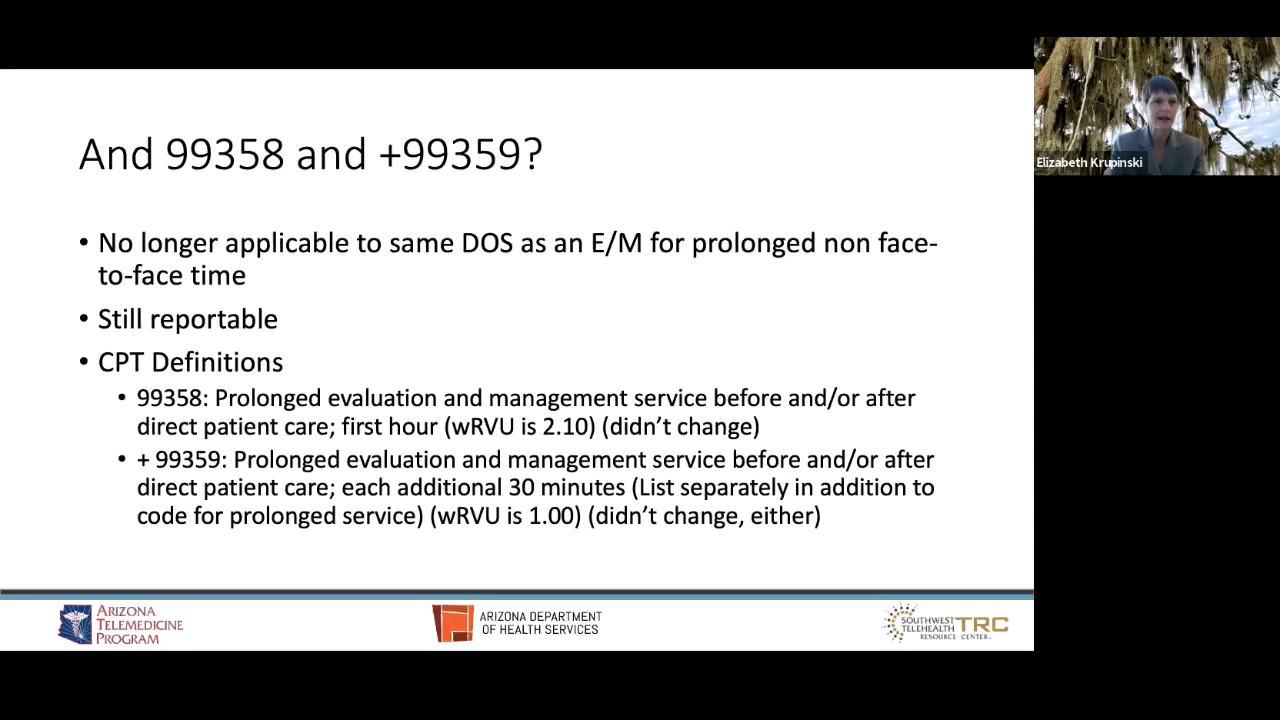 And 99358 and +99359?
• No longer applicable to same DOS as an E/M for prolonged non face-
to-face time
• Still reportable
• CPT Definitions
• 99358: Prolonged evaluation and management service before and/or after
direct patient care; first hour (wRVU is 2.10) (didn’t change)
• + 99359: Prolonged evaluation and management service before and/or after
direct patient care; each additional 30 minutes (List separately in addition to
code for prolonged service) (wRVU is 1.00) (didn’t change, either)
Elizabeth Krupinski
ARIZONA
TELEMEDICINE
PROGRAM
ARIZONA DEPARTMENT
OF HEALTH SERVICES
SOUTHWEST
TELEHEALTH
RESOURCE CENTER
TRC